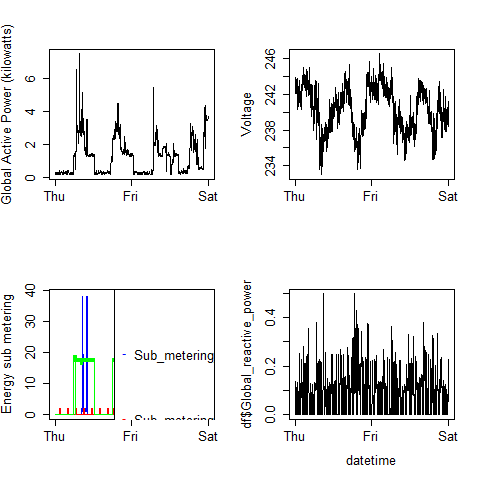 Global Active Power (kilowatts)
0 2 4 6
Thu Fri Sat
Voltage
234 238 242 246
Thu Fri Sat
Energy sub metering
0 10 20 30 40
- Sub_metering
- Sub_metering
Thu Fri Sat
df$Global_reactive_power
0.0 0.2 0.4
Thu Fri Sat
datetime